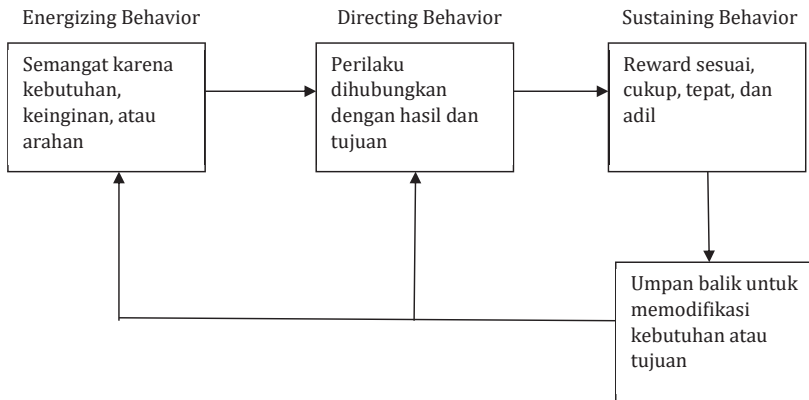 Energizing Behavior
Directing Behavior
Sustaining Behavior
Semangat karena
kebutuhan,
keinginan, atau
arahan
Perilaku
dihubungkan
dengan hasil dan
tujuan
Reward sesuai,
cukup, tepat, dan
adil
Umpan balik untuk
memodifikasi
kebutuhan atau
tujuan